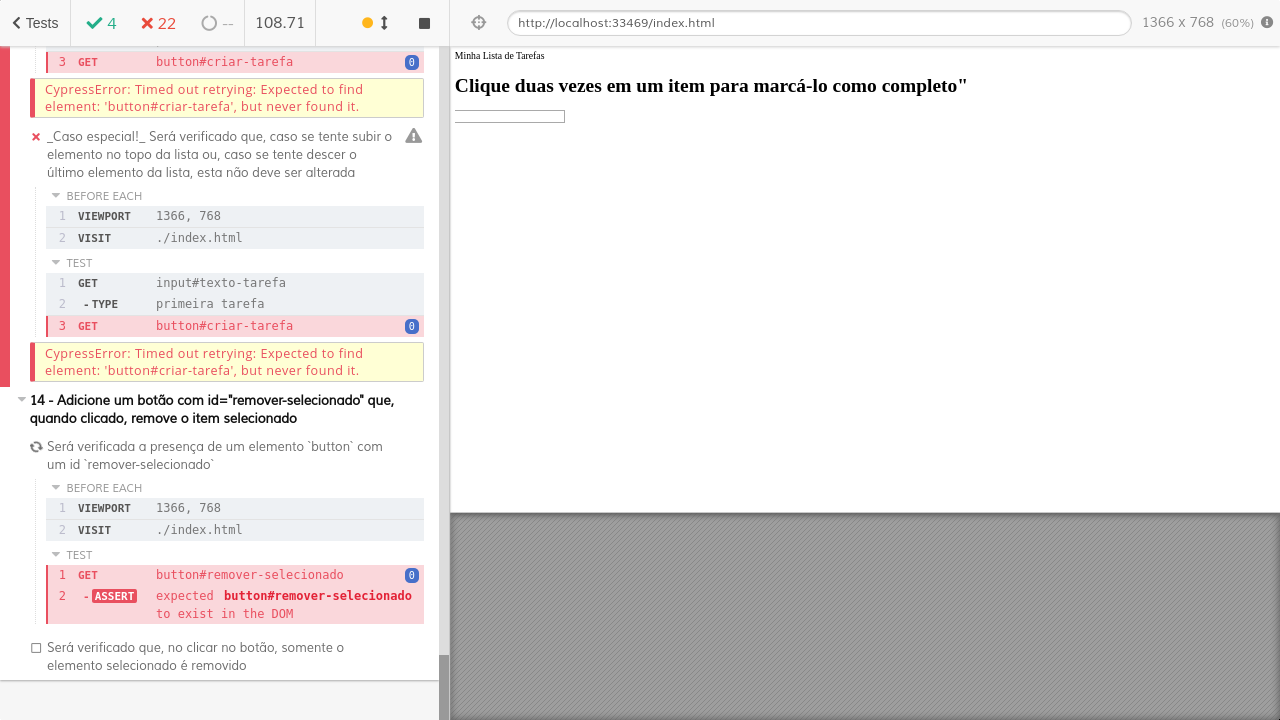 Tests
4
22
--
108.71
http://localhost:33469/index.html
1366 x 768 (60%)
3 GET button#criar-tarefa 0
CypressError: Timed out retrying: Expected to find
element: 'button#criar-tarefa', but never found it.
_Caso especial!_ Será verificado que, caso se tente subir o
elemento no topo da lista ou, caso se tente descer o
último elemento da lista, esta não deve ser alterada
BEFORE EACH
1 VIEWPORT 1366, 768
2 VISIT ./index.html
TEST
1 GET input#texto-tarefa
2 -TYPE primeira tarefa
3 GET button#criar-tarefa 0
CypressError: Timed out retrying: Expected to find
element: 'button#criar-tarefa', but never found it.
14 - Adicione um botão com id="remover-selecionado" que,
quando clicado, remove o item selecionado
Será verificada a presença de um elemento `button` com
um id `remover-selecionado`
BEFORE EACH
1 VIEWPORT 1366, 768
2 VISIT ./index.html
TEST
1 GET button#remover-selecionado 0
2 -ASSERT expected button#remover-selecionado
to exist in the DOM
Será verificado que, no clicar no botão, somente o
elemento selecionado é removido
Minha Lista de Tarefas
Clique duas vezes em um item para marcá-lo como completo"